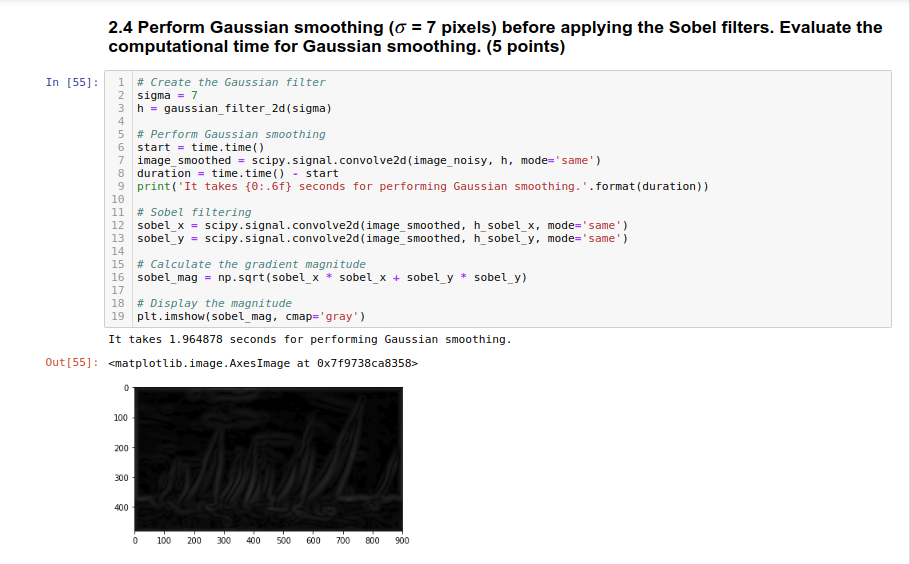 2.4 Perform Gaussian smoothing (σ = 7 pixels) before applying the Sobel filters. Evaluate the
computational time for Gaussian smoothing. (5 points)
In [55]:
1 # Create the Gaussian filter
2 sigma = 7
3 h = gaussian_filter_2d(sigma)
4
5 # Perform Gaussian smoothing
6 start = time.time()
7 image_smoothed = scipy.signal.convolve2d(image_noisy, h, mode='same')
8 duration = time.time() - start
9 print('It takes {0:.6f} seconds for performing Gaussian smoothing.'.format(duration))
10
11 # Sobel filtering
12 sobel_x = scipy.signal.convolve2d(image_smoothed, h_sobel_x, mode='same')
13 sobel_y = scipy.signal.convolve2d(image_smoothed, h_sobel_y, mode='same')
14
15 # Calculate the gradient magnitude
16 sobel_mag = np.sqrt(sobel_x * sobel_x + sobel_y * sobel_y)
17
18 # Display the magnitude
19 plt.imshow(sobel_mag, cmap='gray')
It takes 1.964878 seconds for performing Gaussian smoothing.
Out[55]: <matplotlib.image.AxesImage at 0x7f9738ca8358>
0
100
200
300
400
0 100 200 300 400 500 600 700 800 900